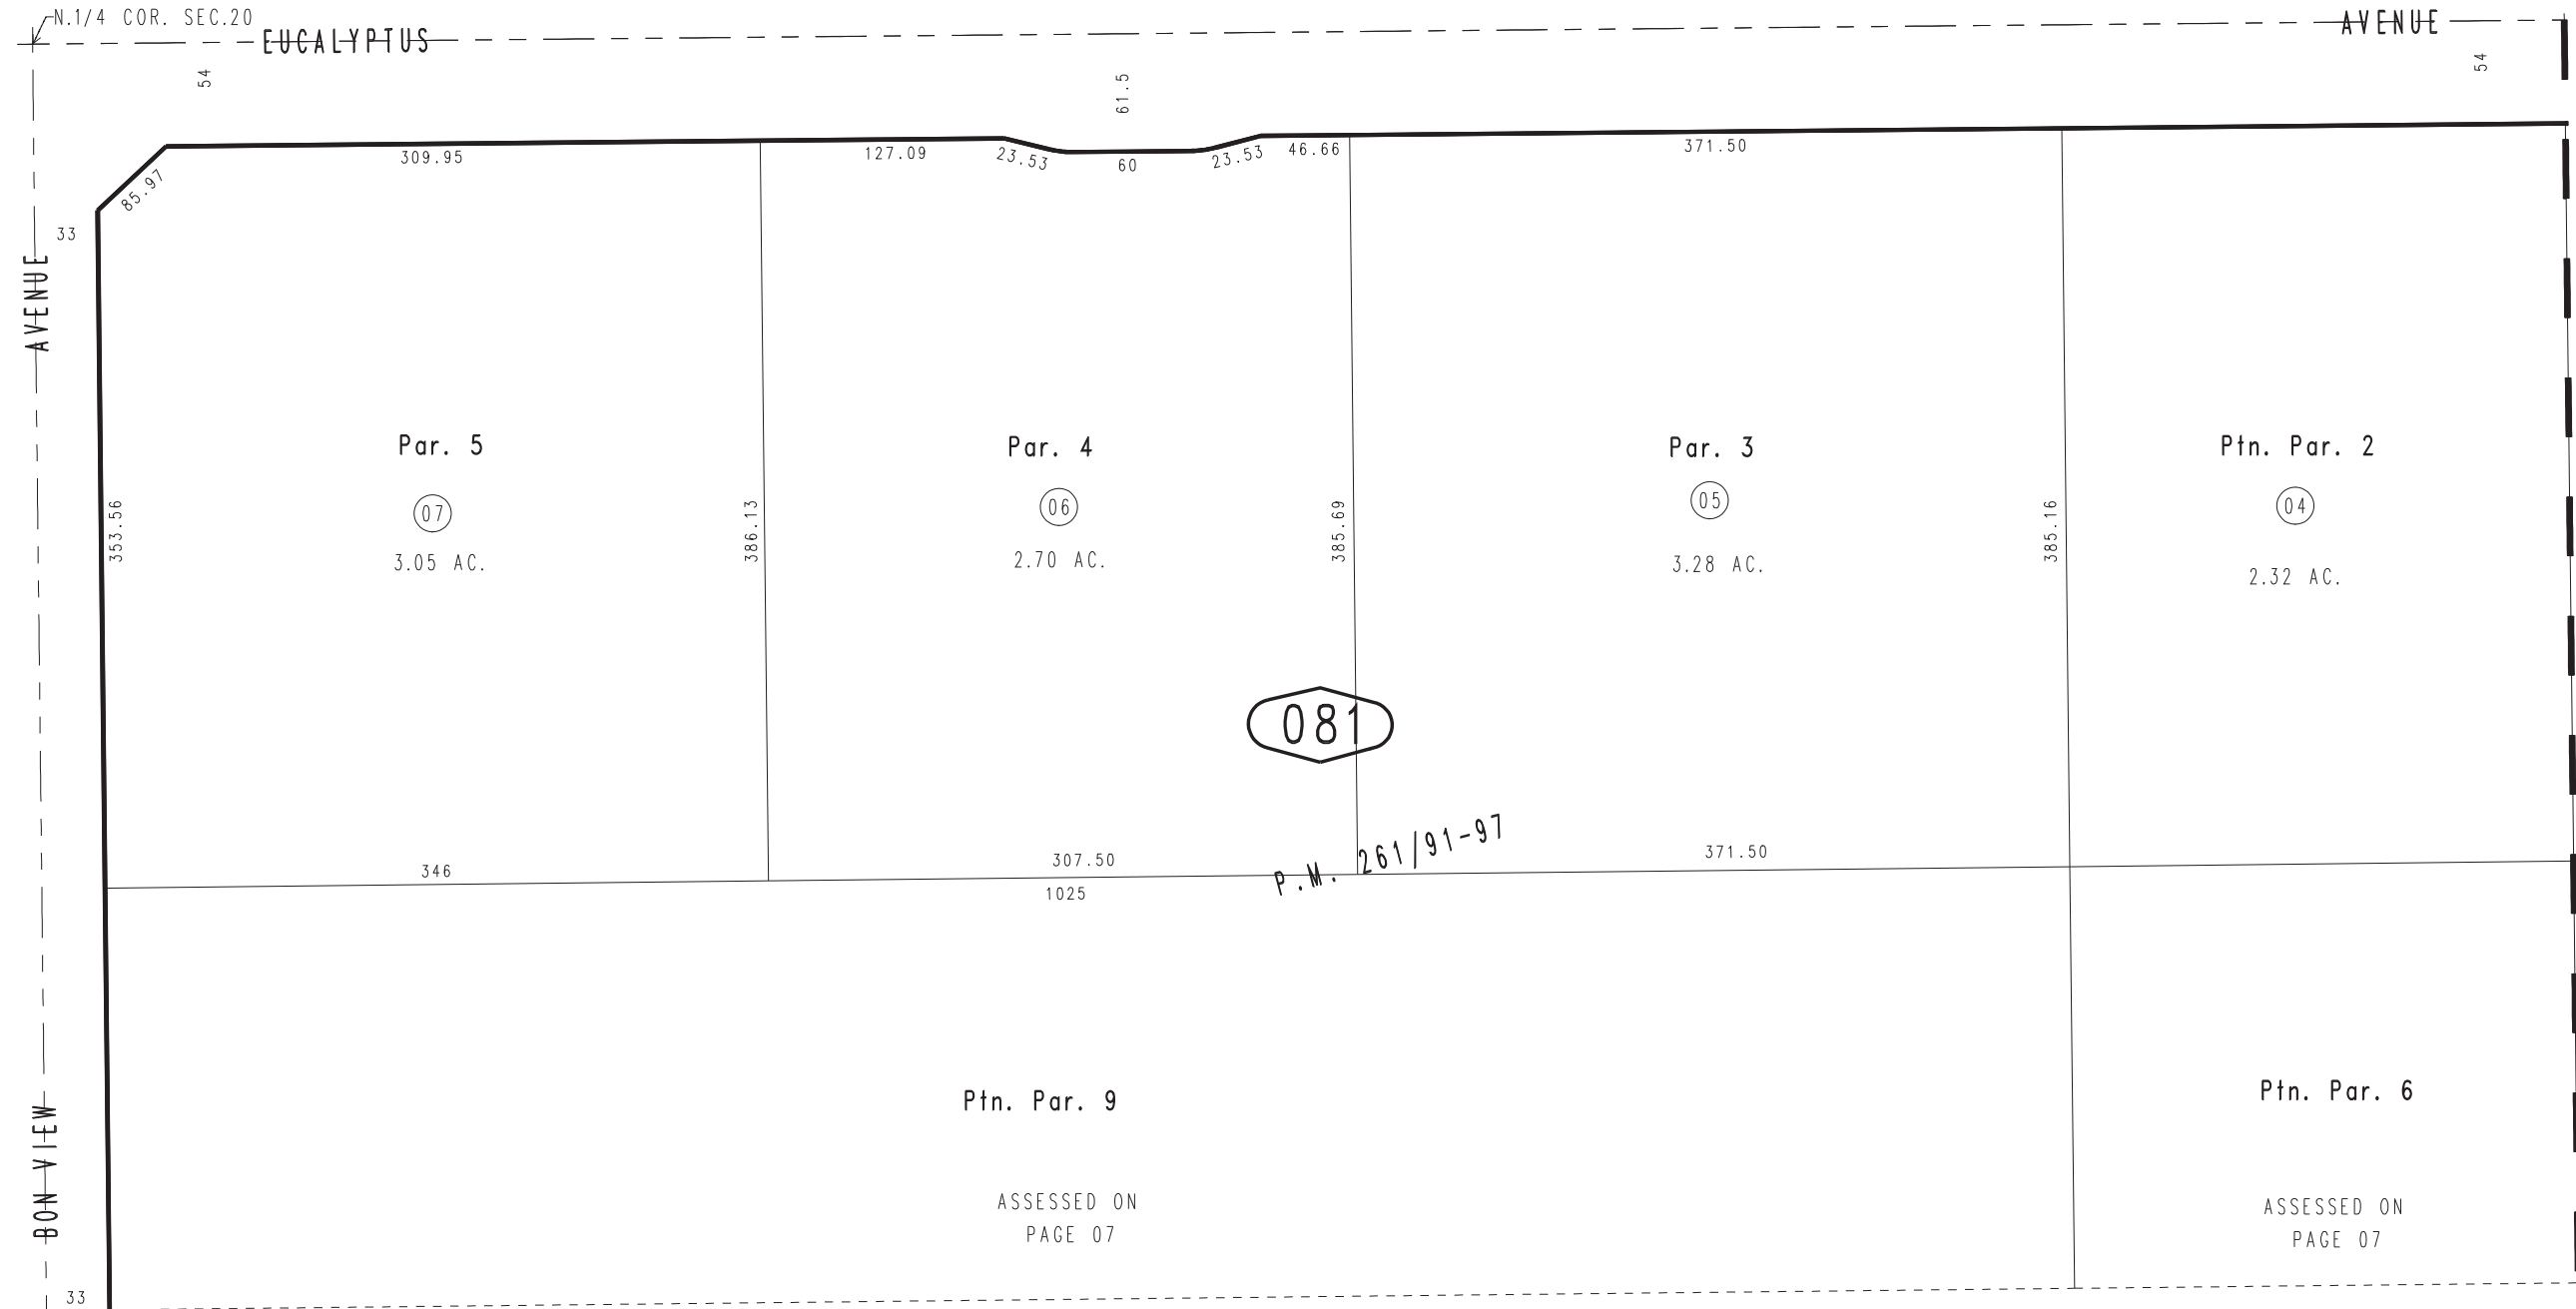 N.1/4 COR. SEC.20
EUCALYPTUS
AVENUE
54
61.5
54
309.95
127.09
23.53
60
23.53
46.66
371.50
85.97
33
AVENUE
Par. 5
Par. 4
Par. 3
Ptn. Par. 2
07
06
05
04
353.56
386.13
385.69
385.16
3.05 AC.
2.70 AC.
3.28 AC.
2.32 AC.
081
P.M. 261/91-97
346
307.50
371.50
1025
Ptn. Par. 9
Ptn. Par. 6
BON VIEW
ASSESSED ON
PAGE 07
ASSESSED ON
PAGE 07
33